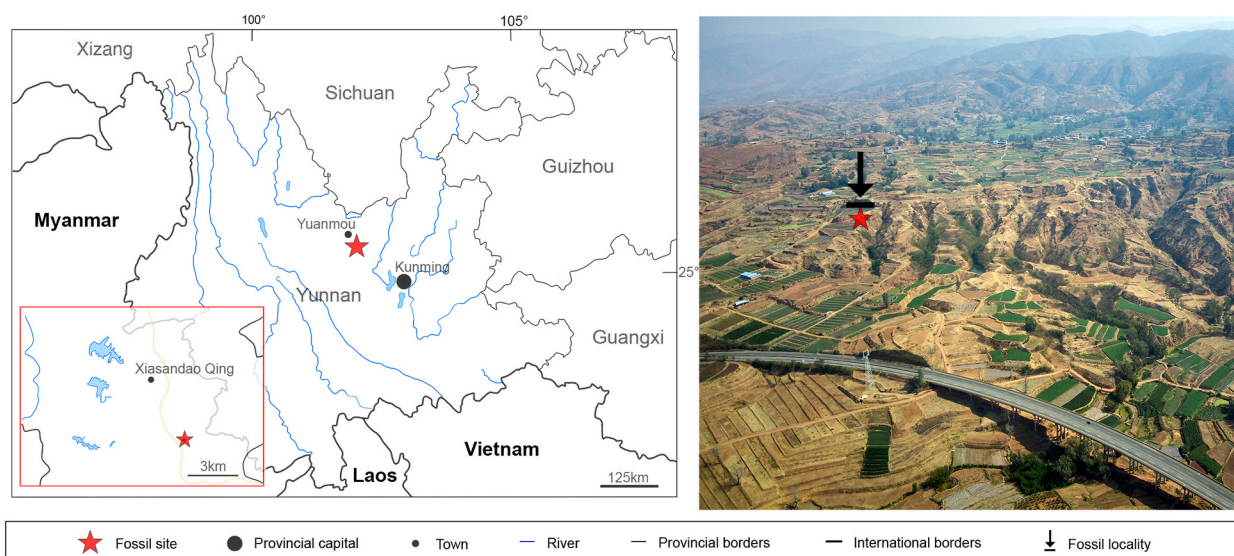 100°
105°
Xizang
Sichuan
Guizhou
Myanmar
Yuanmou
Kunming
25°
Yunnan
Guangxi
Xiasandao Qing
3km
Vietnam
Laos
125km
Fossil site
Provincial capital
Town
River
Provincial borders
International borders
Fossil locality